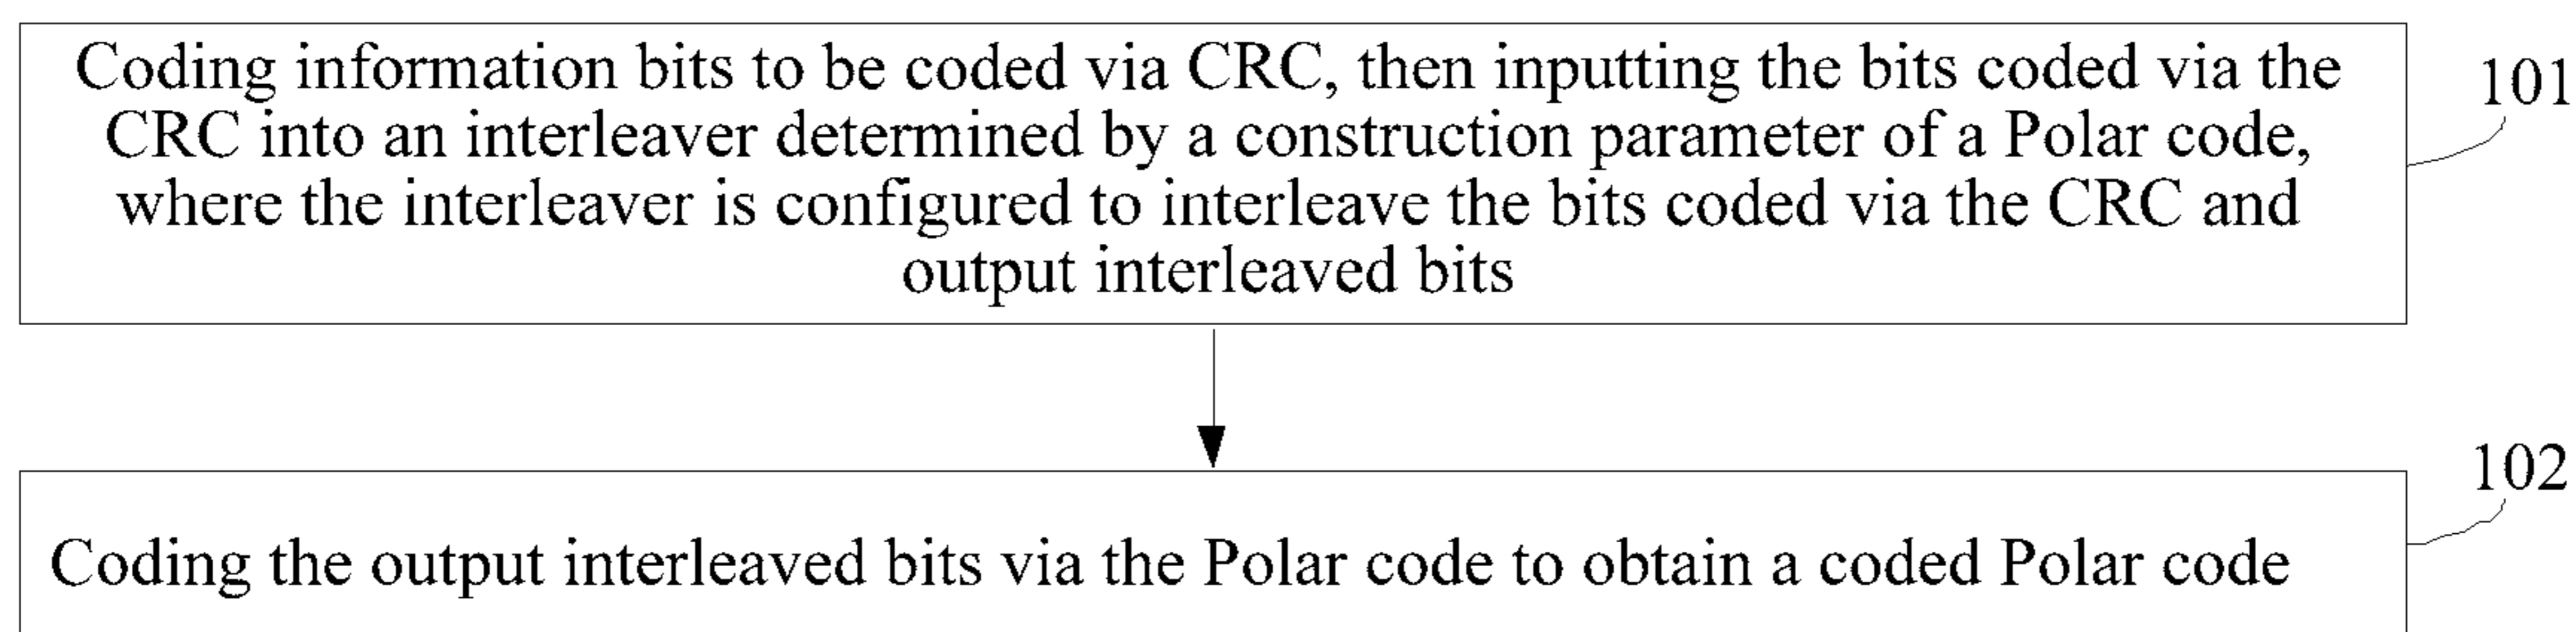 Coding information bits to be coded via CRC, then inputting the bits coded via the
CRC into an interleaver determined by a construction parameter of a Polar code,
where the interleaver is configured to interleave the bits coded via the CRC and
output interleaved bits
101
102
Coding the output interleaved bits via the Polar code to obtain a coded Polar code